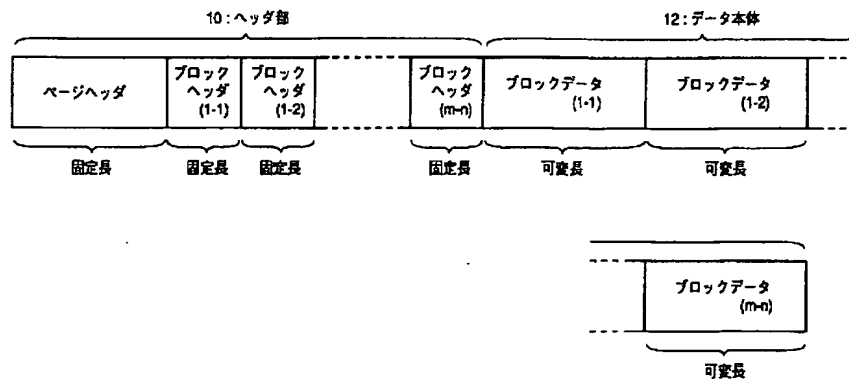 10：ヘッダ部
12：データ本体
ページヘッダ
ブロック
ヘッダ
(1-1)
ブロック
ヘッダ
(1-2)
ブロック
ヘッダ
(m-n)
ブロックデータ
(1-1)
ブロックデータ
(1-2)
固定長
固定長
固定長
固定長
可変長
可変長
ブロックデータ
(m-n)
可変長